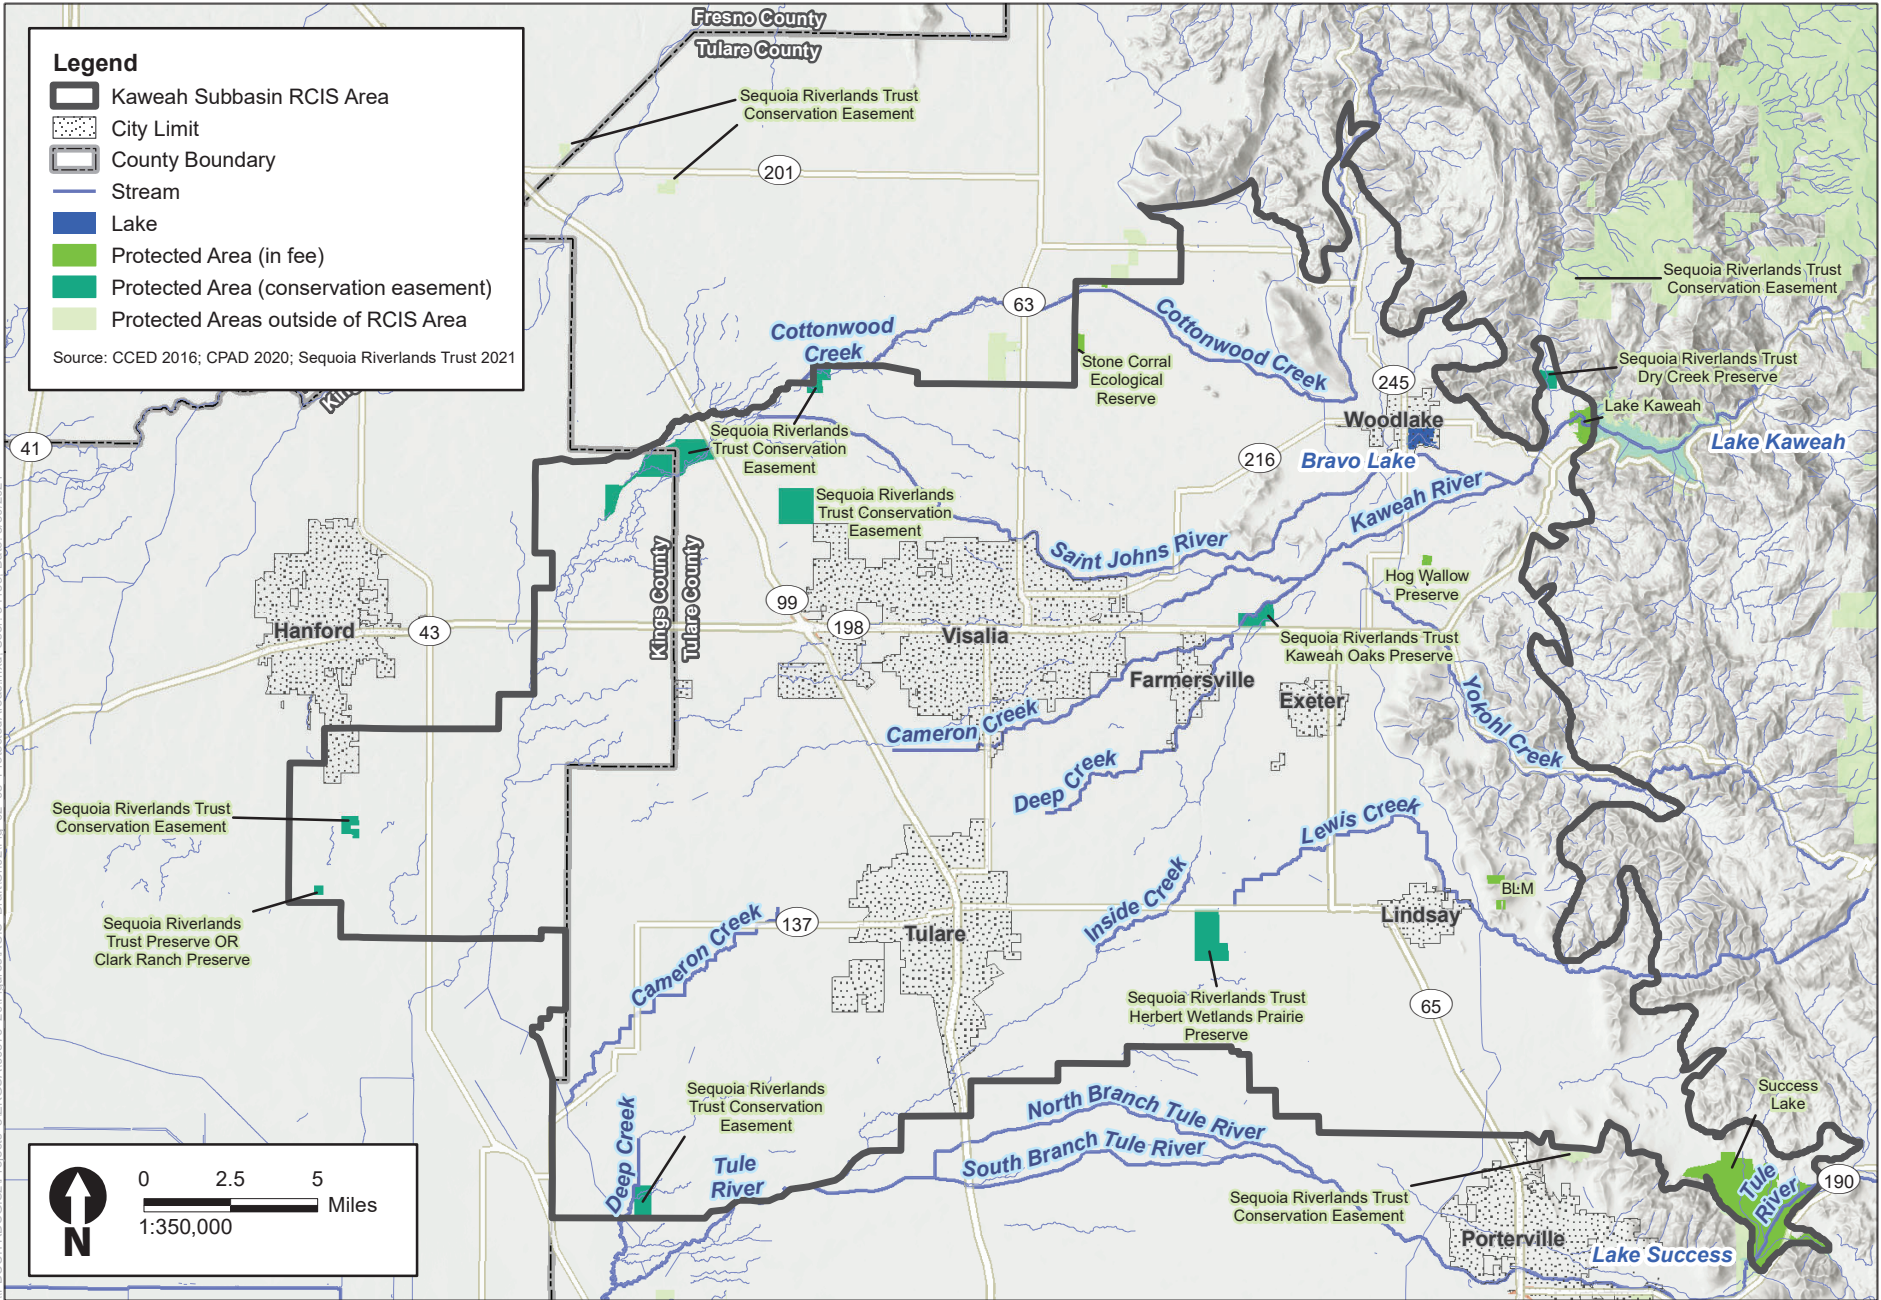 Fresno County
Tulare County
Legend
Kaweah Subbasin RCIS Area
City Limit
County Boundary
Stream
Lake
Protected Area (in fee)
Protected Area (conservation easement)
Protected Areas outside of RCIS Area
Source: CCED 2016; CPAD 2020; Sequoia Riverlands Trust 2021
Sequoia Riverlands Trust
Conservation Easement
201
Sequoia Riverlands Trust
Conservation Easement
63
Cottonwood
Creek
Cottonwood Creek
Stone Corral
Ecological
Reserve
245
Woodlake
Sequoia Riverlands Trust
Dry Creek Preserve
Lake Kaweah
Lake Kaweah
Bravo Lake
216
41
Sequoia Riverlands
Trust Conservation
Easement
Sequoia Riverlands
Trust Conservation
Easement
Kaweah River
Saint Johns River
Hog Wallow
Preserve
Kings County
Tulare County
99
198
Hanford
43
Visalia
Sequoia Riverlands Trust
Kaweah Oaks Preserve
Farmersville
Exeter
Cameron Creek
Deep Creek
Yokohl Creek
Lewis Creek
Sequoia Riverlands Trust
Conservation Easement
Sequoia Riverlands
Trust Preserve OR
Clark Ranch Preserve
BLM
Lindsay
Inside Creek
137
Tulare
Cameron Creek
Sequoia Riverlands Trust
Herbert Wetlands Prairie
Preserve
65
Sequoia Riverlands
Trust Conservation
Easement
Deep Creek
Tule
River
North Branch Tule River
South Branch Tule River
Success
Lake
Tule
River
190
Sequoia Riverlands Trust
Conservation Easement
Porterville
Lake Success
0 2.5 5
Miles
1:350,000
N